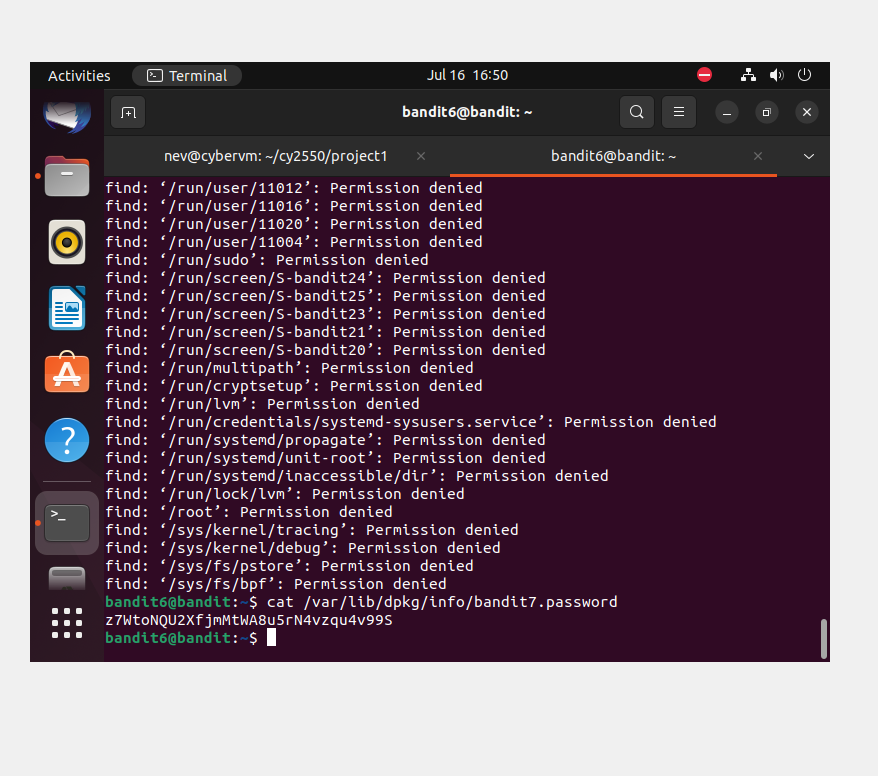 Activities
Terminal
Jul 16 16:50
bandit6@bandit: ~
nev@cybervm: ~/cy2550/project1
bandit6@bandit: ~
find: ‘/run/user/11012’: Permission denied
find: ‘/run/user/11016’: Permission denied
find: ‘/run/user/11020’: Permission denied
find: ‘/run/user/11004’: Permission denied
find: ‘/run/sudo’: Permission denied
find: ‘/run/screen/S-bandit24’: Permission denied
find: ‘/run/screen/S-bandit25’: Permission denied
find: ‘/run/screen/S-bandit23’: Permission denied
find: ‘/run/screen/S-bandit21’: Permission denied
find: ‘/run/screen/S-bandit20’: Permission denied
find: ‘/run/multipath’: Permission denied
find: ‘/run/cryptsetup’: Permission denied
find: ‘/run/lvm’: Permission denied
find: ‘/run/credentials/systemd-sysusers.service’: Permission denied
find: ‘/run/systemd/propagate’: Permission denied
find: ‘/run/systemd/unit-root’: Permission denied
find: ‘/run/systemd/inaccessible/dir’: Permission denied
find: ‘/run/lock/lvm’: Permission denied
find: ‘/root’: Permission denied
find: ‘/sys/kernel/tracing’: Permission denied
find: ‘/sys/kernel/debug’: Permission denied
find: ‘/sys/fs/pstore’: Permission denied
find: ‘/sys/fs/bpf’: Permission denied
bandit6@bandit:~$ cat /var/lib/dpkg/info/bandit7.password
z7WtoNQU2XfjmMtWA8u5rN4vzqu4v99S
bandit6@bandit:~$